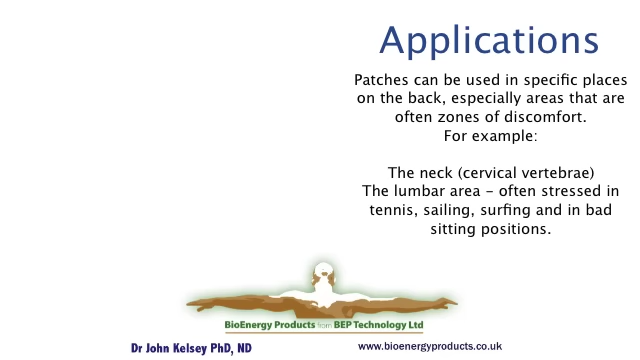 Applications
Patches can be used in specific places
on the back, especially areas that are
often zones of discomfort.
For example:
The neck (cervical vertebrae)
The lumbar area – often stressed in
tennis, sailing, surfing and in bad
sitting positions.
BioEnergy Products from BEP Technology Ltd
Dr John Kelsey PhD, ND
www.bioenergyproducts.co.uk